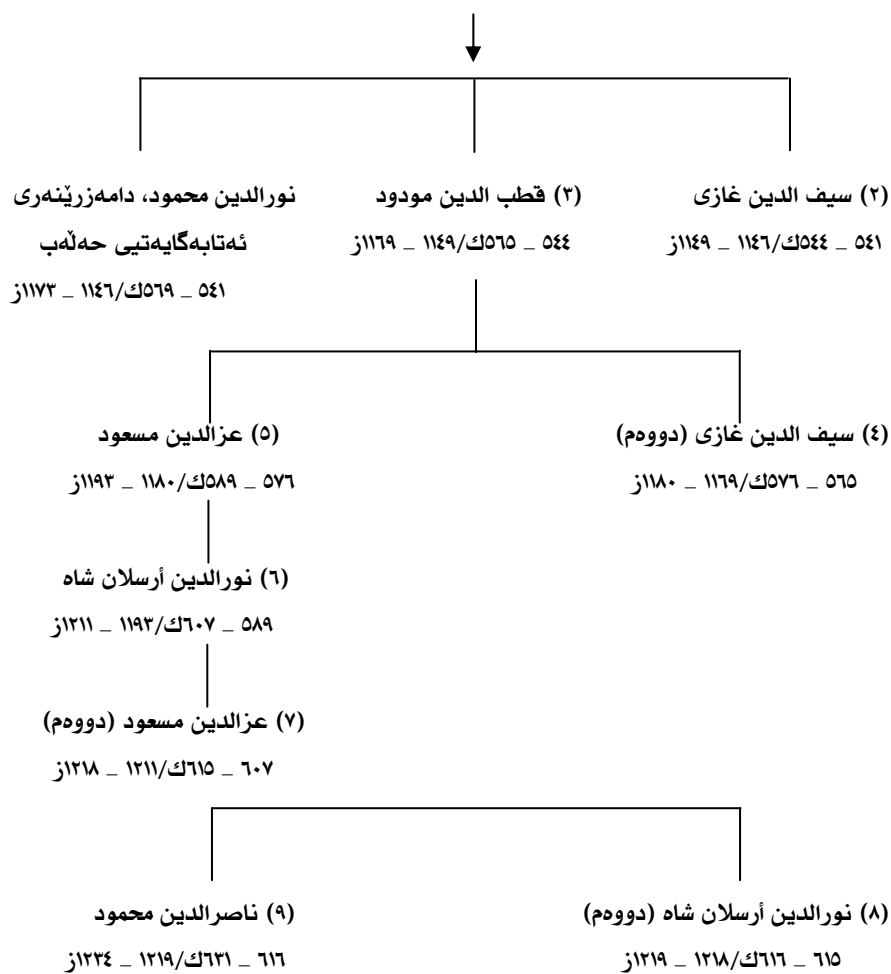 (٢) سيف الدين غازى
٥٤١ _ ٥٤٤ك/١١٤٦ _ ١١٤٩ز
(٣) قطب الدين مودود
٥٤٤ _ ٥٦٥ك/١١٤٩ _ ١١٦٩ز
نورالدين محمود، دامەزرێنەرى
ئەتابەگايەتيى حەڵەب
٥٤١ _ ٥٦٩ك/١١٤٦ _ ١١٧٣ز
(٤) سيف الدين غازى (دووەم)
٥٦٥ _ ٥٧٦ك/١١٦٩ _ ١١٨٠ز
(٥) عزالدين مسعود
٥٧٦ _ ٥٨٩ك/١١٨٠ _ ١١٩٣ز
(٦) نورالدين أرسلان شاه
٥٨٩ _ ٦٠٧ك/١١٩٣ _ ١٢١١ز
(٧) عزالدين مسعود (دووەم)
٦٠٧ _ ٦١٥ك/١٢١١ _ ١٢١٨ز
(٨) نورالدين أرسلان شاه (دووەم)
٦١٥ _ ٦١٦ك/١٢١٨ _ ١٢١٩ز
(٩) ناصرالدين محمود
٦١٦ _ ٦٣١ك/١٢١٩ _ ١٢٣٤ز